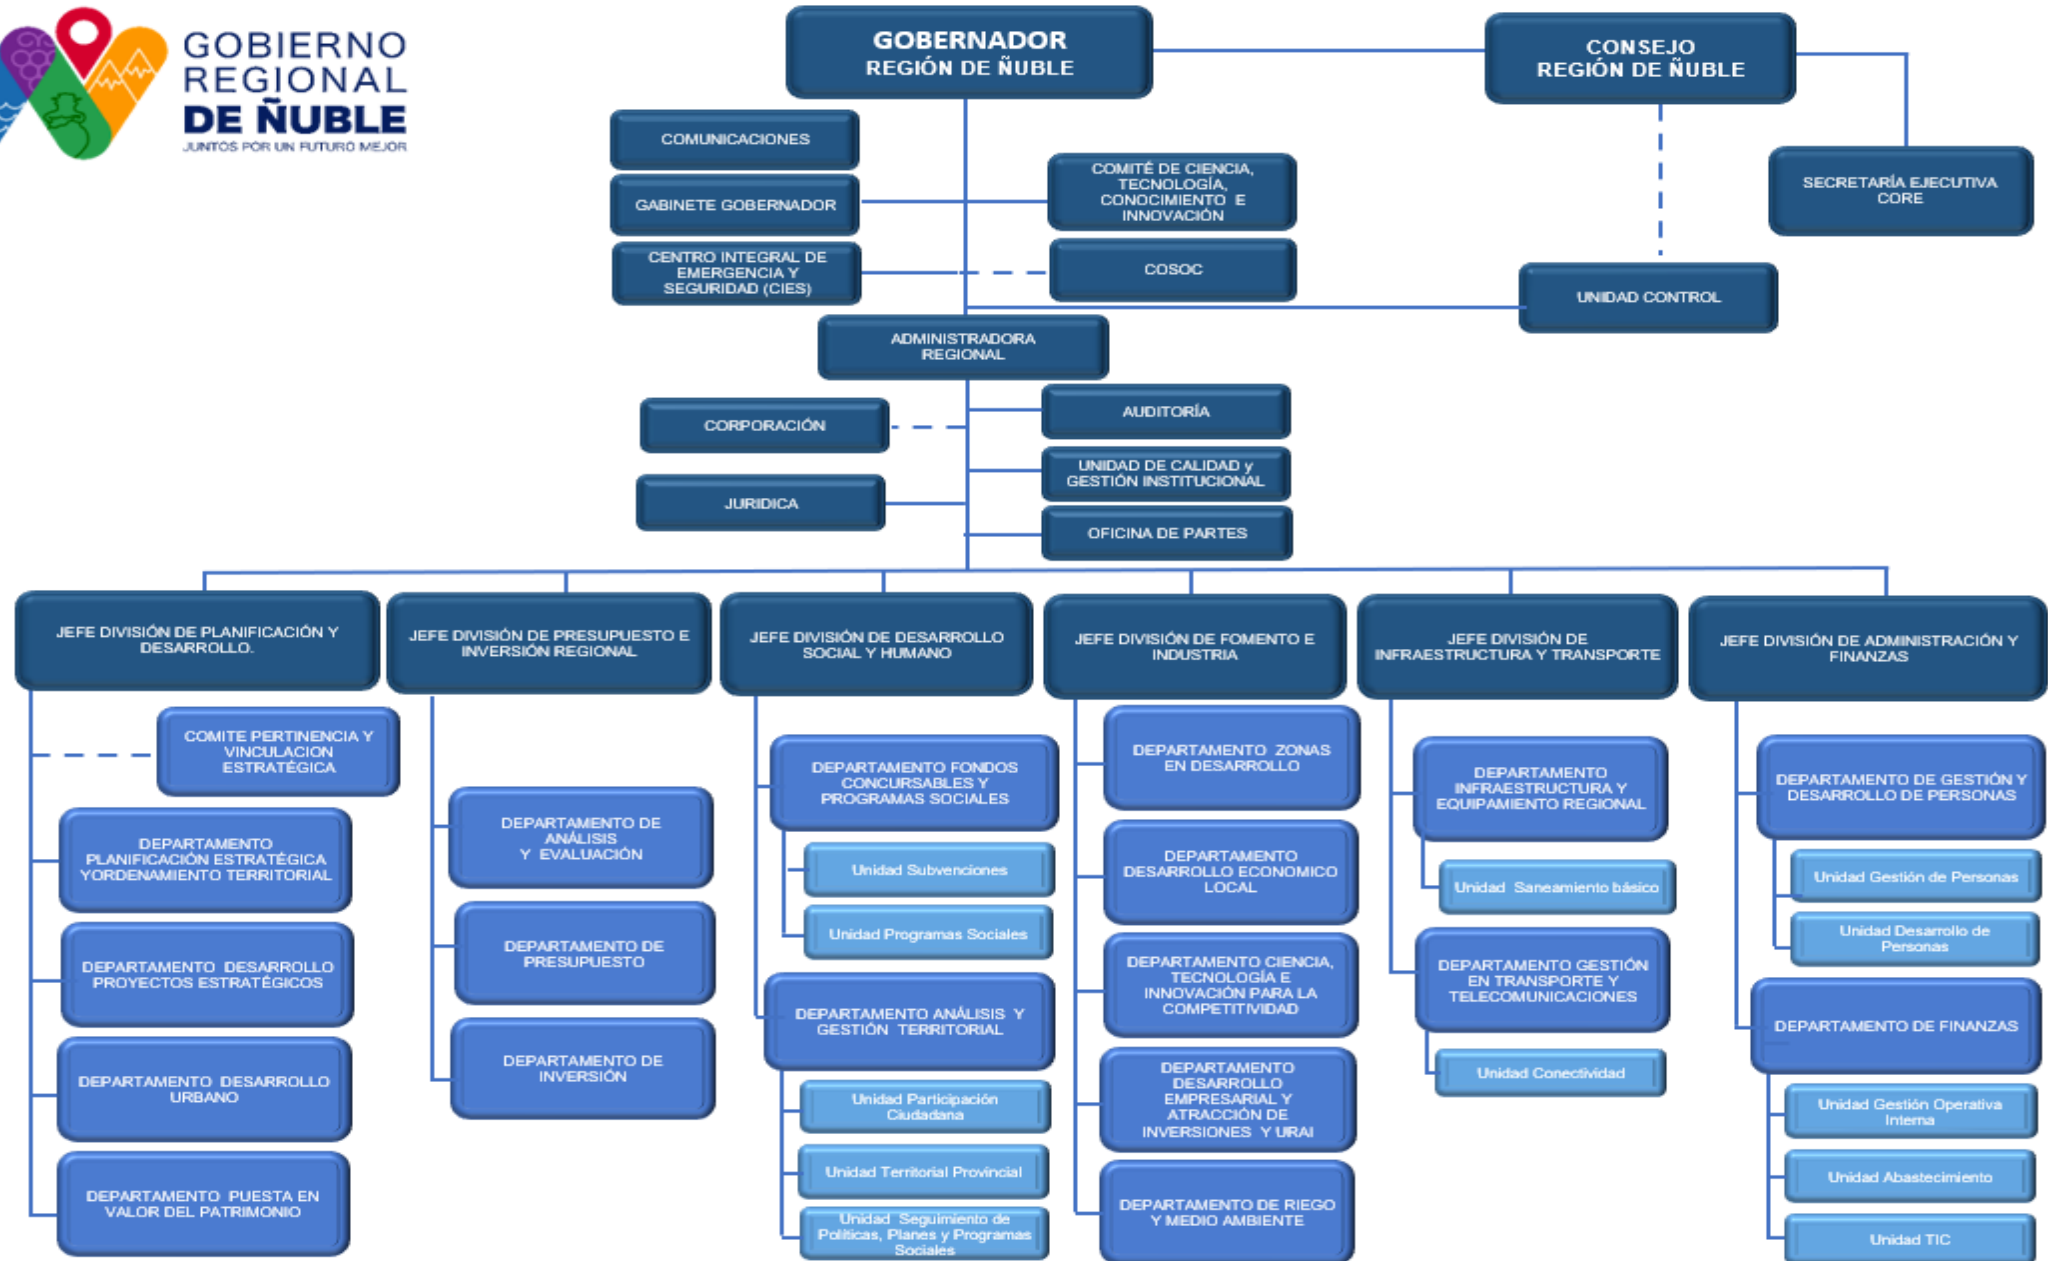 GOBIERNO
REGIONAL
DE ÑUBLE
JUNTOS POR UN FUTURO MEJOR
GOBERNADOR
REGIÓN DE ÑUBLE
CONSEJO
REGIÓN DE ÑUBLE
COMUNICACIONES
GABINETE GOBERNADOR
CENTRO INTEGRAL DE
EMERGENCIA Y
SEGURIDAD (CIES)
COMITÉ DE CIENCIA,
TECNOLOGÍA,
CONOCIMIENTO E
INNOVACIÓN
COSOC
SECRETARÍA EJECUTIVA
CORE
UNIDAD CONTROL
ADMINISTRADORA
REGIONAL
CORPORACIÓN
JURIDICA
AUDITORÍA
UNIDAD DE CALIDAD y
GESTIÓN INSTITUCIONAL
OFICINA DE PARTES
JEFE DIVISIÓN DE PLANIFICACIÓN Y
DESARROLLO.
COMITE PERTINENCIA Y
VINCULACION
ESTRATÉGICA
DEPARTAMENTO
PLANIFICACIÓN ESTRATÉGICA
YORDENAMIENTO TERRITORIAL
DEPARTAMENTO DESARROLLO
PROYECTOS ESTRATÉGICOS
DEPARTAMENTO DESARROLLO
URBANO
DEPARTAMENTO PUESTA EN
VALOR DEL PATRIMONIO
JEFE DIVISIÓN DE PRESUPUESTO E
INVERSIÓN REGIONAL
DEPARTAMENTO DE
ANÁLISIS
Y EVALUACIÓN
DEPARTAMENTO DE
PRESUPUESTO
DEPARTAMENTO DE
INVERSIÓN
JEFE DIVISIÓN DE DESARROLLO
SOCIAL Y HUMANO
DEPARTAMENTO FONDOS
CONCURSABLES Y
PROGRAMAS SOCIALES
Unidad Subvenciones
Unidad Programas Sociales
DEPARTAMENTO ANÁLISIS Y
GESTIÓN TERRITORIAL
Unidad Participación
Ciudadana
Unidad Territorial Provincial
Unidad Seguimiento de
Políticas, Planes y Programas
Sociales
JEFE DIVISIÓN DE FOMENTO E
INDUSTRIA
DEPARTAMENTO ZONAS
EN DESARROLLO
DEPARTAMENTO
DESARROLLO ECONOMICO
LOCAL
DEPARTAMENTO CIENCIA,
TECNOLOGÍA E
INNOVACIÓN PARA LA
COMPETITIVIDAD
DEPARTAMENTO
DESARROLLO
EMPRESARIAL Y
ATRACCIÓN DE
INVERSIONES Y URAI
DEPARTAMENTO DE RIEGO
Y MEDIO AMBIENTE
JEFE DIVISIÓN DE
INFRAESTRUCTURA Y TRANSPORTE
DEPARTAMENTO
INFRAESTRUCTURA Y
EQUIPAMIENTO REGIONAL
Unidad Saneamiento básico
DEPARTAMENTO GESTIÓN
EN TRANSPORTE Y
TELECOMUNICACIONES
Unidad Conectividad
JEFE DIVISIÓN DE ADMINISTRACIÓN Y
FINANZAS
DEPARTAMENTO DE GESTIÓN Y
DESARROLLO DE PERSONAS
Unidad Gestión de Personas
Unidad Desarrollo de
Personas
DEPARTAMENTO DE FINANZAS
Unidad Gestión Operativa
Interna
Unidad Abastecimiento
Unidad TIC